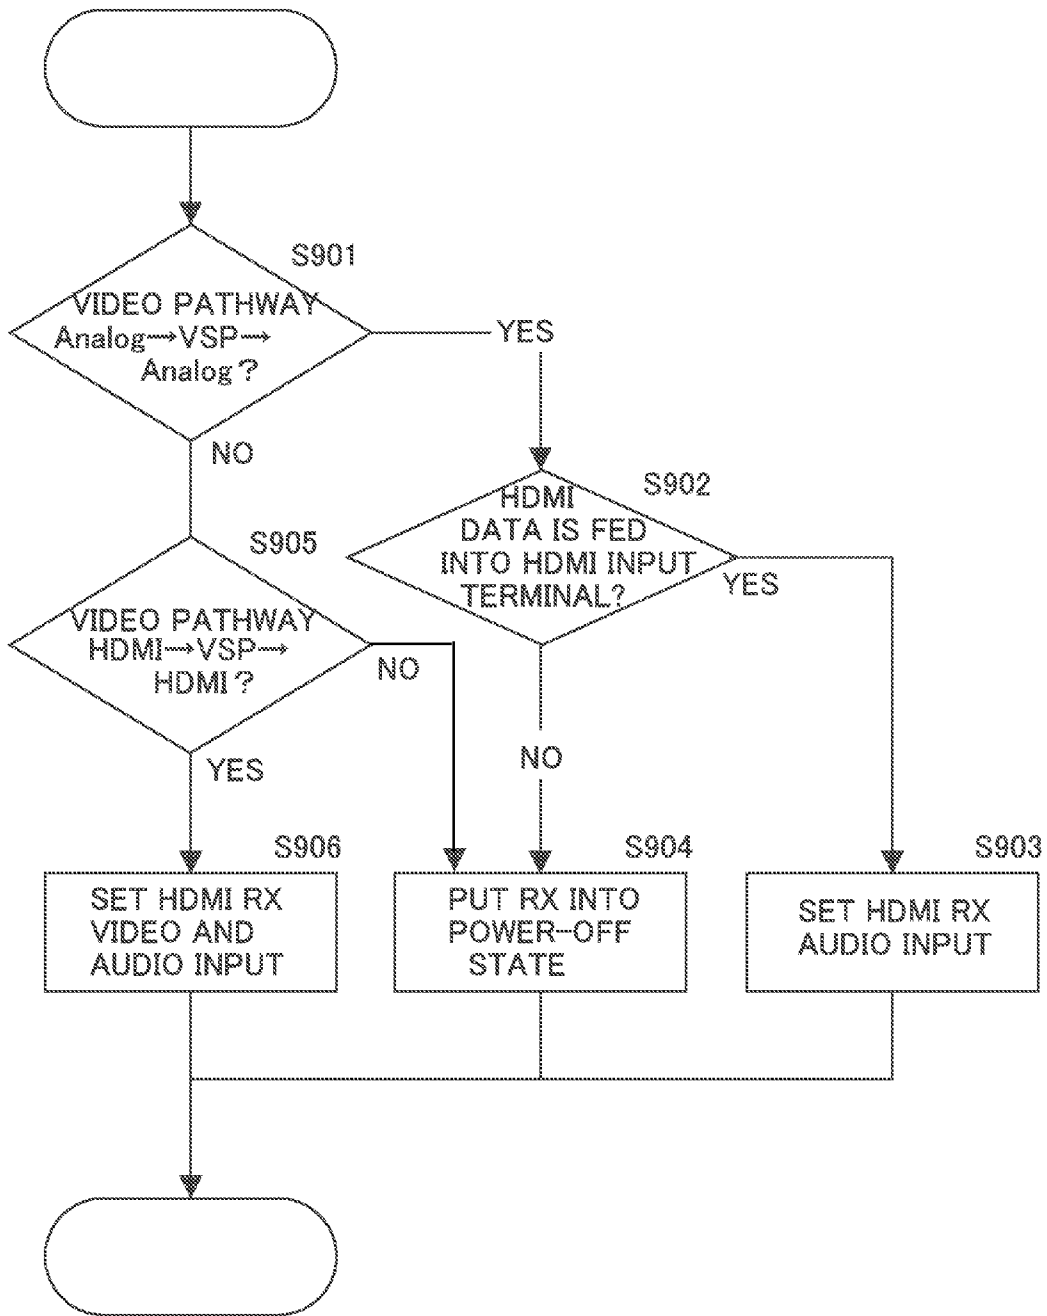 S901
VIDEO PATHWAY
Analog→VSP→
Analog?
YES
NO
S902
HDMI
DATA IS FED
INTO HDMI INPUT
TERMINAL?
YES
NO
S905
VIDEO PATHWAY
HDMI→VSP→
HDMI?
NO
YES
S906
SET HDMI RX
VIDEO AND
AUDIO INPUT
S904
PUT RX INTO
POWER-OFF
STATE
S903
SET HDMI RX
AUDIO INPUT